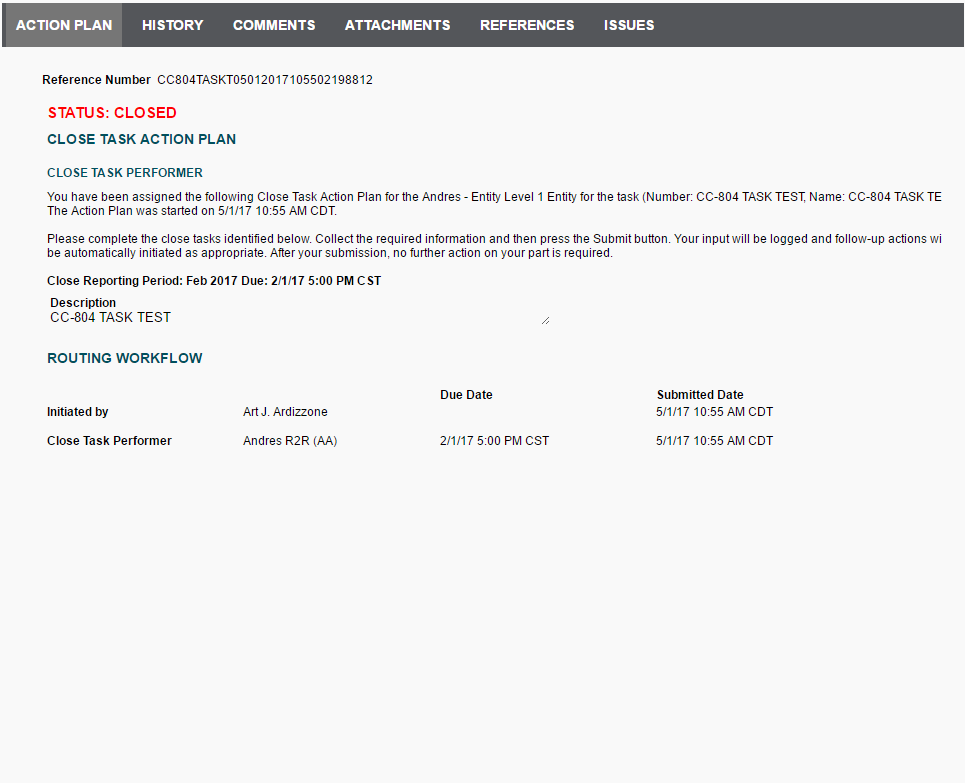 ACTION PLAN HISTORY COMMENTS ATTACHMENTS REFERENCES ISSUES
Reference Number CC804TASKT05012017105502198812
STATUS: CLOSED
CLOSE TASK ACTION PLAN
CLOSE TASK PERFORMER
You have been assigned the following Close Task Action Plan for the Andres - Entity Level 1 Entity for the task (Number: CC-804 TASK TEST, Name: CC-804 TASK TE
The Action Plan was started on 5/1/17 10:55 AM CDT.
Please complete the close tasks identified below. Collect the required information and then press the Submit button. Your input will be logged and follow-up actions wi
be automatically initiated as appropriate. After your submission, no further action on your part is required.
Close Reporting Period: Feb 2017 Due: 2/1/17 5:00 PM CST
Description
CC-804 TASK TEST
ROUTING WORKFLOW
Due Date Submitted Date
Initiated by Art J. Ardizzone 5/1/17 10:55 AM CDT
Close Task Performer Andres R2R (AA) 2/1/17 5:00 PM CST 5/1/17 10:55 AM CDT